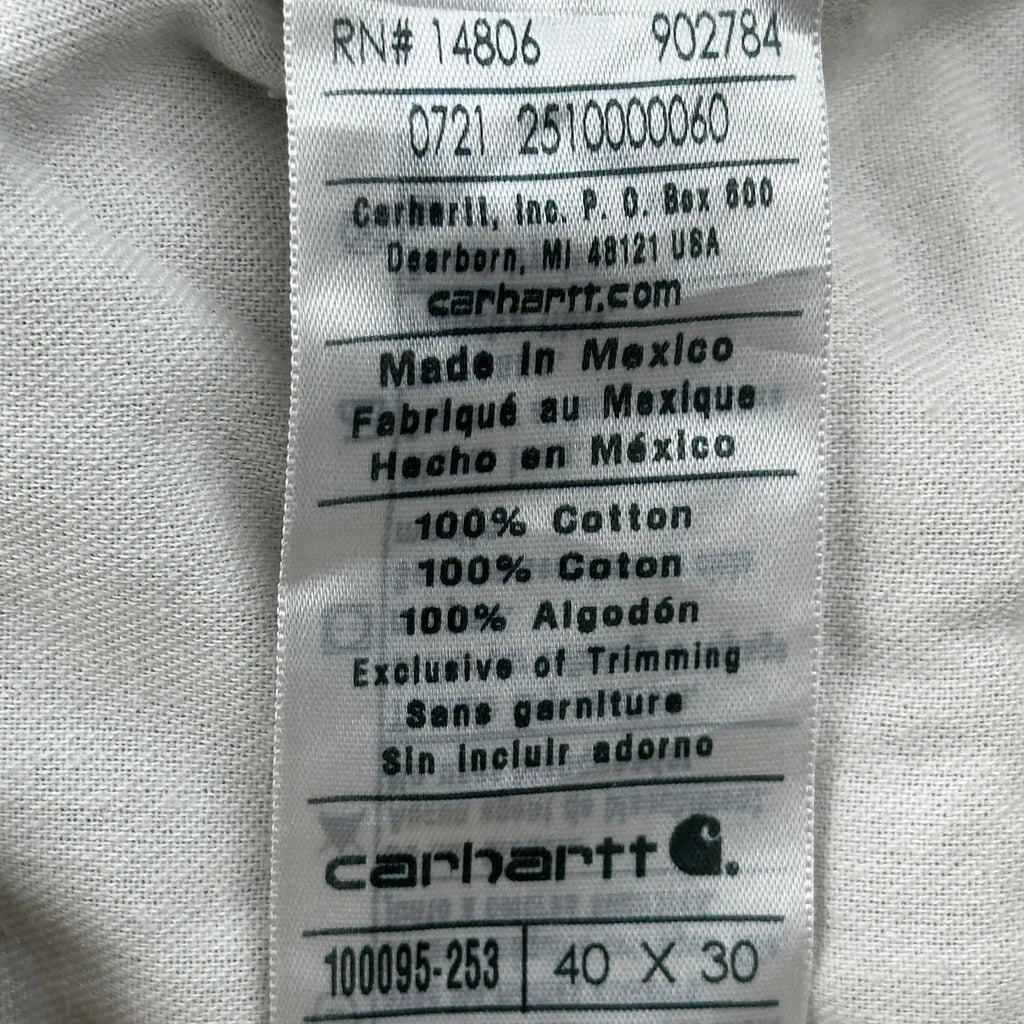 RN# 14806 902784
0721 2510000060
Carhartt, Inc. P. O. Box 600
Dearborn, MI 48121 USA
carhartt.com
Made in Mexico
Fabriqué au Mexique
Hecho en México
100% Cotton
100% Coton
100% Algodón
Exclusive of Trimming
Sans garniture
Sin incluir adorno
carhartt
100095-253 40 X 30